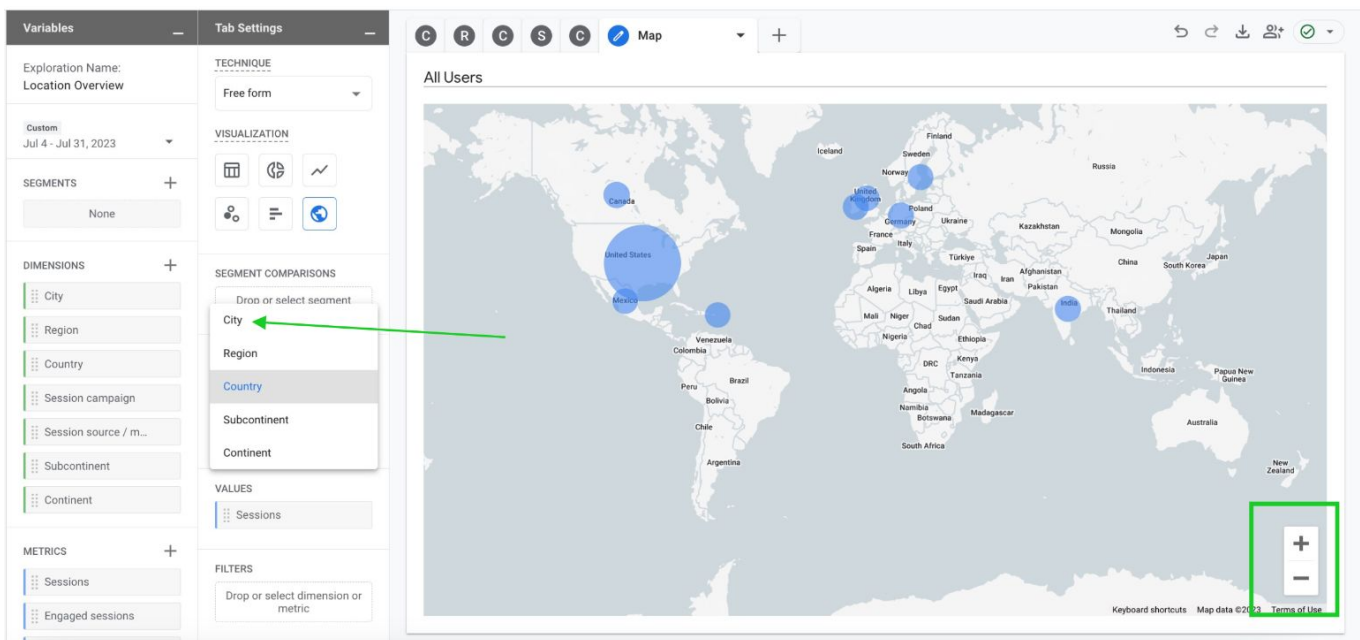 Variables
Exploration Name:
Location Overview
Custom
Jul 4 - Jul 31, 2023
SEGMENTS
None
DIMENSIONS
City
Region
Country
Session campaign
Session source / m...
Subcontinent
Continent
METRICS
Sessions
Engaged sessions
Tab Settings
TECHNIQUE
Free form
VISUALIZATION
SEGMENT COMPARISONS
Drop or select segment
City
Region
Country
Subcontinent
Continent
VALUES
Sessions
FILTERS
Drop or select dimension or
metric
C R C S C Map
All Users
Iceland
Finland
Sweden
Norway
Russia
United
Kingdom
Poland
Germany
Ukraine
France
Italy
Spain
Kazakhstan
Mongolia
Türkiye
China
South Korea
Japan
Iraq
Iran
Afghanistan
Pakistan
Algeria
Libya
Egypt
Saudi Arabia
India
Thailand
Mali
Niger
Chad
Sudan
Nigeria
Ethiopia
DRC
Kenya
Tanzania
Angola
Namibia
Botswana
Madagascar
South Africa
Indonesia
Papua New
Guinea
Australia
New
Zealand
Canada
United States
Mexico
Venezuela
Colombia
Peru
Brazil
Bolivia
Chile
Argentina
Keyboard shortcuts Map data ©2023 Terms of Use